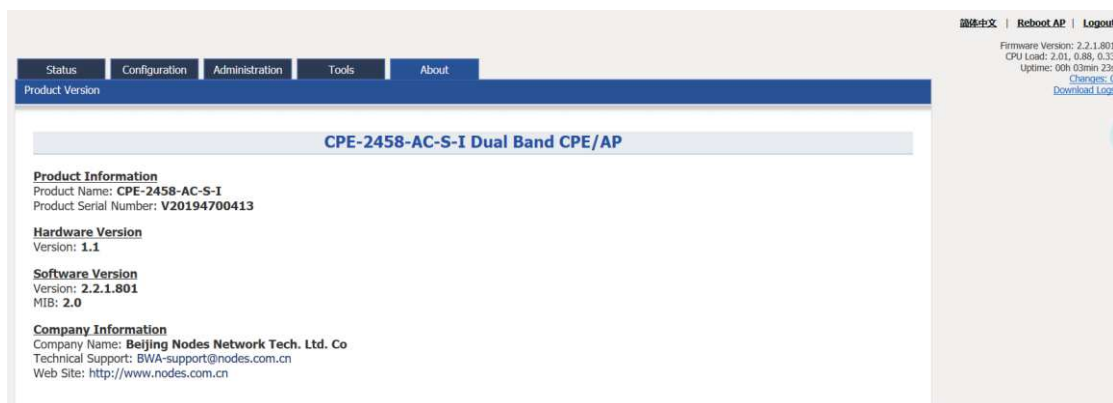 简体中文 | Reboot AP | Logout
Firmware Version: 2.2.1.801
CPU Load: 2.01, 0.88, 0.33
Uptime: 00h 03min 23s
Changes: 0
Download Logs
Status Configuration Administration Tools About
Product Version
CPE-2458-AC-S-I Dual Band CPE/AP
Product Information
Product Name: CPE-2458-AC-S-I
Product Serial Number: V20194700413
Hardware Version
Version: 1.1
Software Version
Version: 2.2.1.801
MIB: 2.0
Company Information
Company Name: Beijing Nodes Network Tech. Ltd. Co
Technical Support: BWA-support@nodes.com.cn
Web Site: http://www.nodes.com.cn